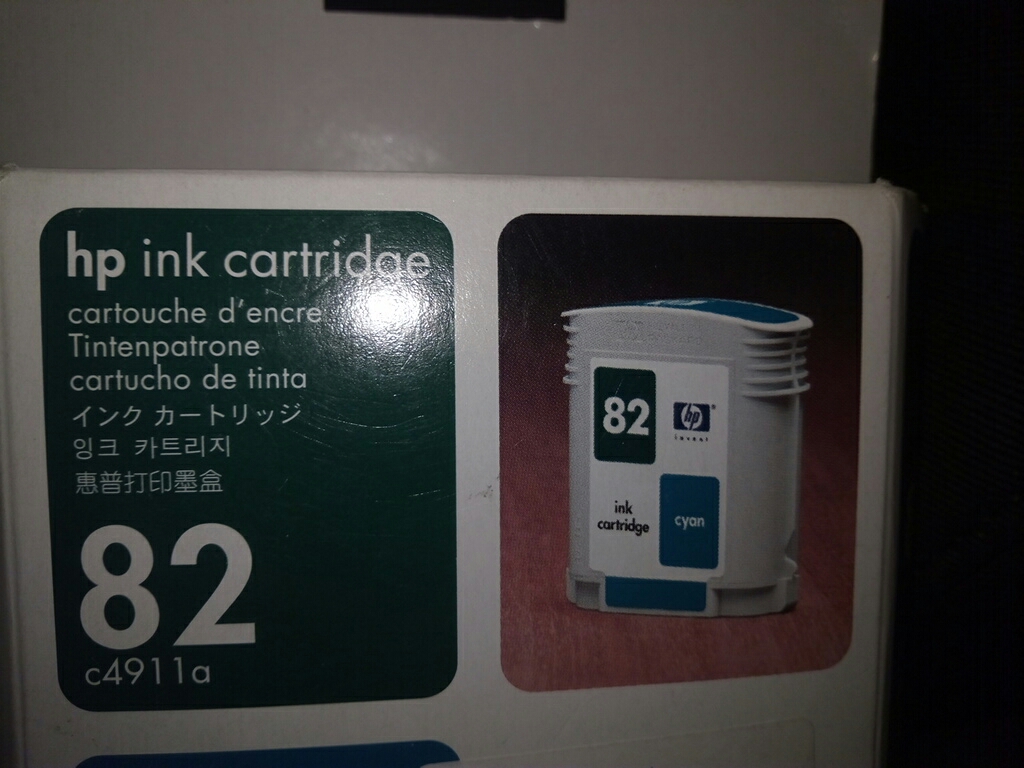 hp ink cartridge
cartouche d'encre
Tintenpatrone
cartucho de tinta
インク カートリッジ
잉크 카트리지
惠普打印墨盒
82
c4911a
82
hp
invent
ink
cartridge
cyan